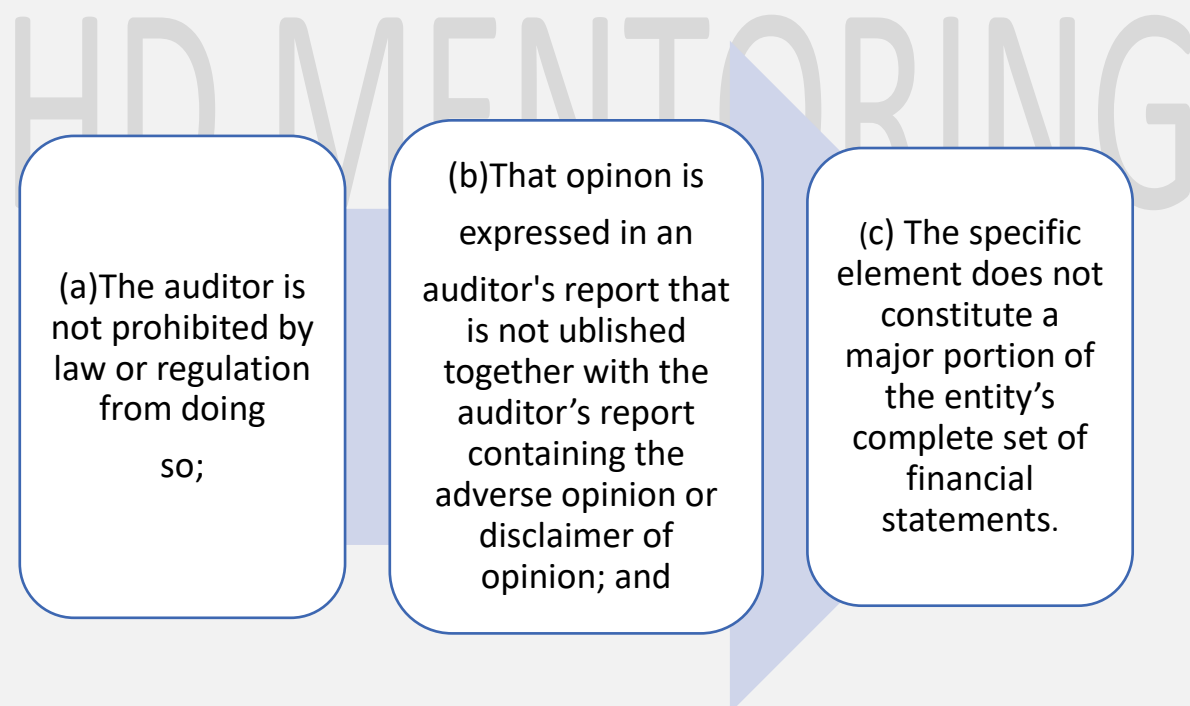 HD MENTORING
(a)The auditor is
not prohibited by
law or regulation
from doing
so;
(b)That opinon is
expressed in an
auditor's report that
is not ublished
together with the
auditor’s report
containing the
adverse opinion or
disclaimer of
opinion; and
(c) The specific
element does not
constitute a
major portion of
the entity’s
complete set of
financial
statements.